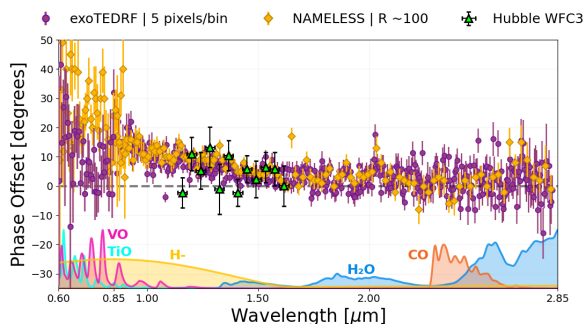 exoTEDRF | 5 pixels/bin NAMELESS | R ~100 Hubble WFC3
Phase Offset [degrees]
50
40
30
20
10
0
−10
−20
−30
VO
TiO
H-
H₂O
CO
0.60 0.85 1.00 1.50 2.00 2.85
Wavelength [μm]